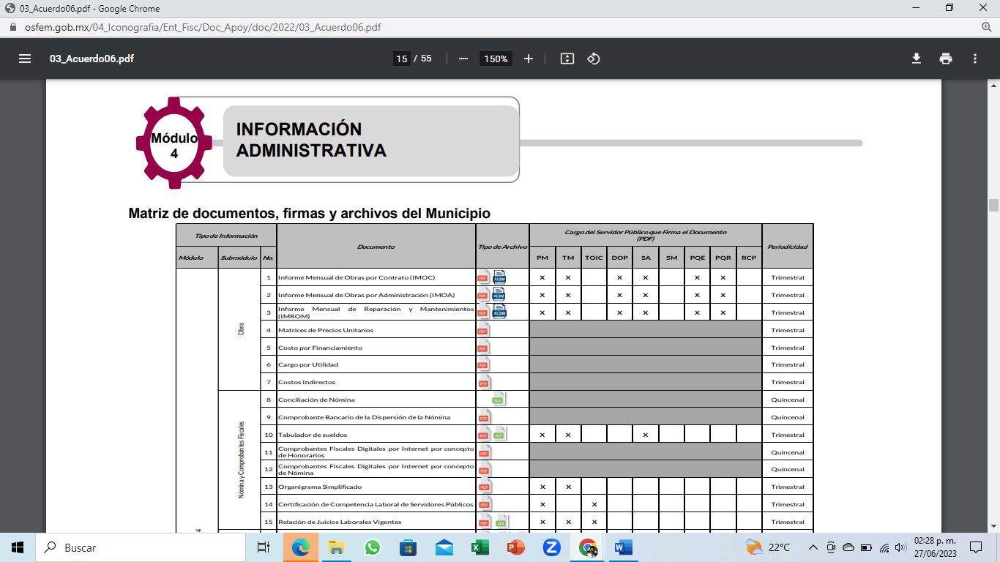 03_Acuerdo06.pdf - Google Chrome
osfem.gob.mx/04_Iconografia/Ent_Fisc/Doc_Apoy/doc/2022/03_Acuerdo06.pdf
03_Acuerdo06.pdf 15 / 55 150%
Módulo
4
INFORMACIÓN
ADMINISTRATIVA
Matriz de documentos, firmas y archivos del Municipio
Tipo de Información Documento Tipo de Archivo Cargo del Servidor Público que Firma el Documento
(PDF) Periodicidad
Módulo Submódulo No. PM TM TOIC DOP SA SM PQE PQR RCP
Obra
1 Informe Mensual de Obras por Contrato (IMOC) PDF XLSM × × × × × × Trimestral
2 Informe Mensual de Obras por Administración (IMOA) PDF XLSM × × × × × × Trimestral
3 Informe Mensual de Reparación y Mantenimientos
(IMROM) PDF XLSM × × × × × × Trimestral
4 Matrices de Precios Unitarios PDF Trimestral
5 Costo por Financiamiento PDF Trimestral
6 Cargo por Utilidad PDF Trimestral
7 Costos Indirectos PDF Trimestral
Nómina y Comprobantes Fiscales
8 Conciliación de Nómina XLS Quincenal
9 Comprobante Bancario de la Dispersión de la Nómina PDF Quincenal
10 Tabulador de sueldos PDF XLS × × × Trimestral
11 Comprobantes Fiscales Digitales por Internet por concepto
de Honorarios PDF Quincenal
12 Comprobantes Fiscales Digitales por Internet por concepto
de Nómina PDF Quincenal
13 Organigrama Simplificado PDF × × Trimestral
14 Certificación de Competencia Laboral de Servidores Públicos PDF × × Trimestral
15 Relación de Juicios Laborales Vigentes PDF XLS × × × Trimestral
4
Buscar
22°C
02:28 p. m.
27/06/2023